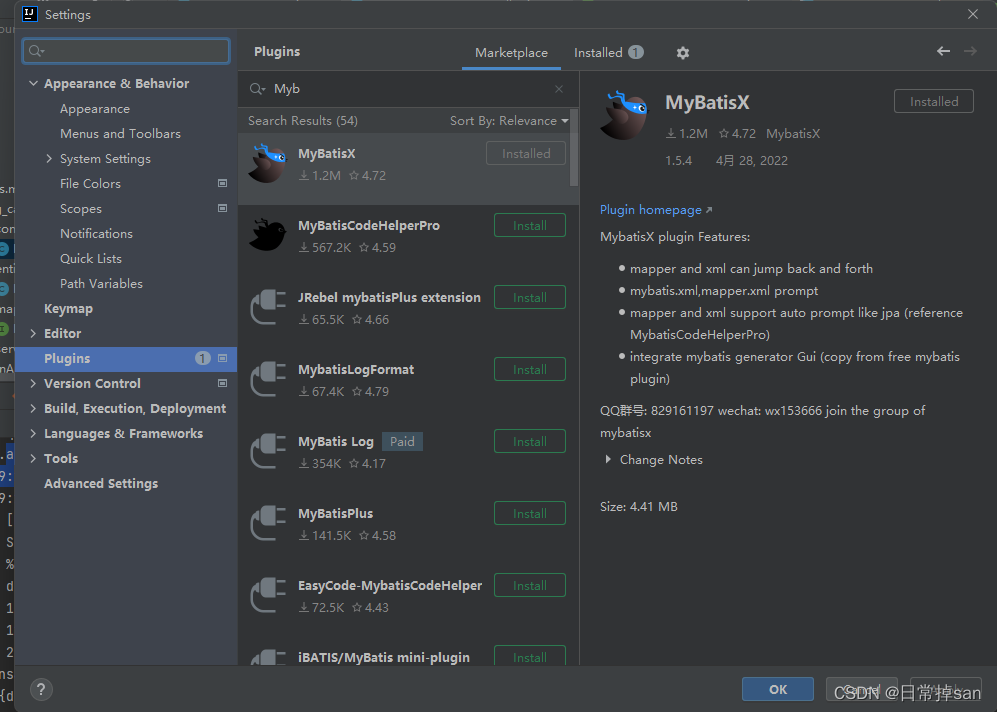 IJ Settings
Appearance & Behavior
Appearance
Menus and Toolbars
System Settings
File Colors
Scopes
Notifications
Quick Lists
Path Variables
Keymap
Editor
Plugins 1
Version Control
Build, Execution, Deployment
Languages & Frameworks
Tools
Advanced Settings
Plugins
Marketplace
Installed 1
Myb
Search Results (54) Sort By: Relevance
MyBatisX Installed
1.2M 4.72
MyBatisCodeHelperPro Install
567.2K 4.59
JRebel mybatisPlus extension Install
65.5K 4.66
MybatisLogFormat Install
67.4K 4.79
MyBatis Log Paid Install
354K 4.17
MyBatisPlus Install
141.5K 4.58
EasyCode-MybatisCodeHelper Install
72.5K 4.43
iBATIS/MyBatis mini-plugin Install
MyBatisX Installed
1.2M 4.72 MybatisX
1.5.4 4月 28, 2022
Plugin homepage ↗
MybatisX plugin Features:
mapper and xml can jump back and forth
mybatis.xml,mapper.xml prompt
mapper and xml support auto prompt like jpa (reference
MybatisCodeHelperPro)
integrate mybatis generator Gui (copy from free mybatis
plugin)
QQ群号: 829161197 wechat: wx153666 join the group of
mybatisx
Change Notes
Size: 4.41 MB
?
OK
Cancel
CSDN @日常掉san